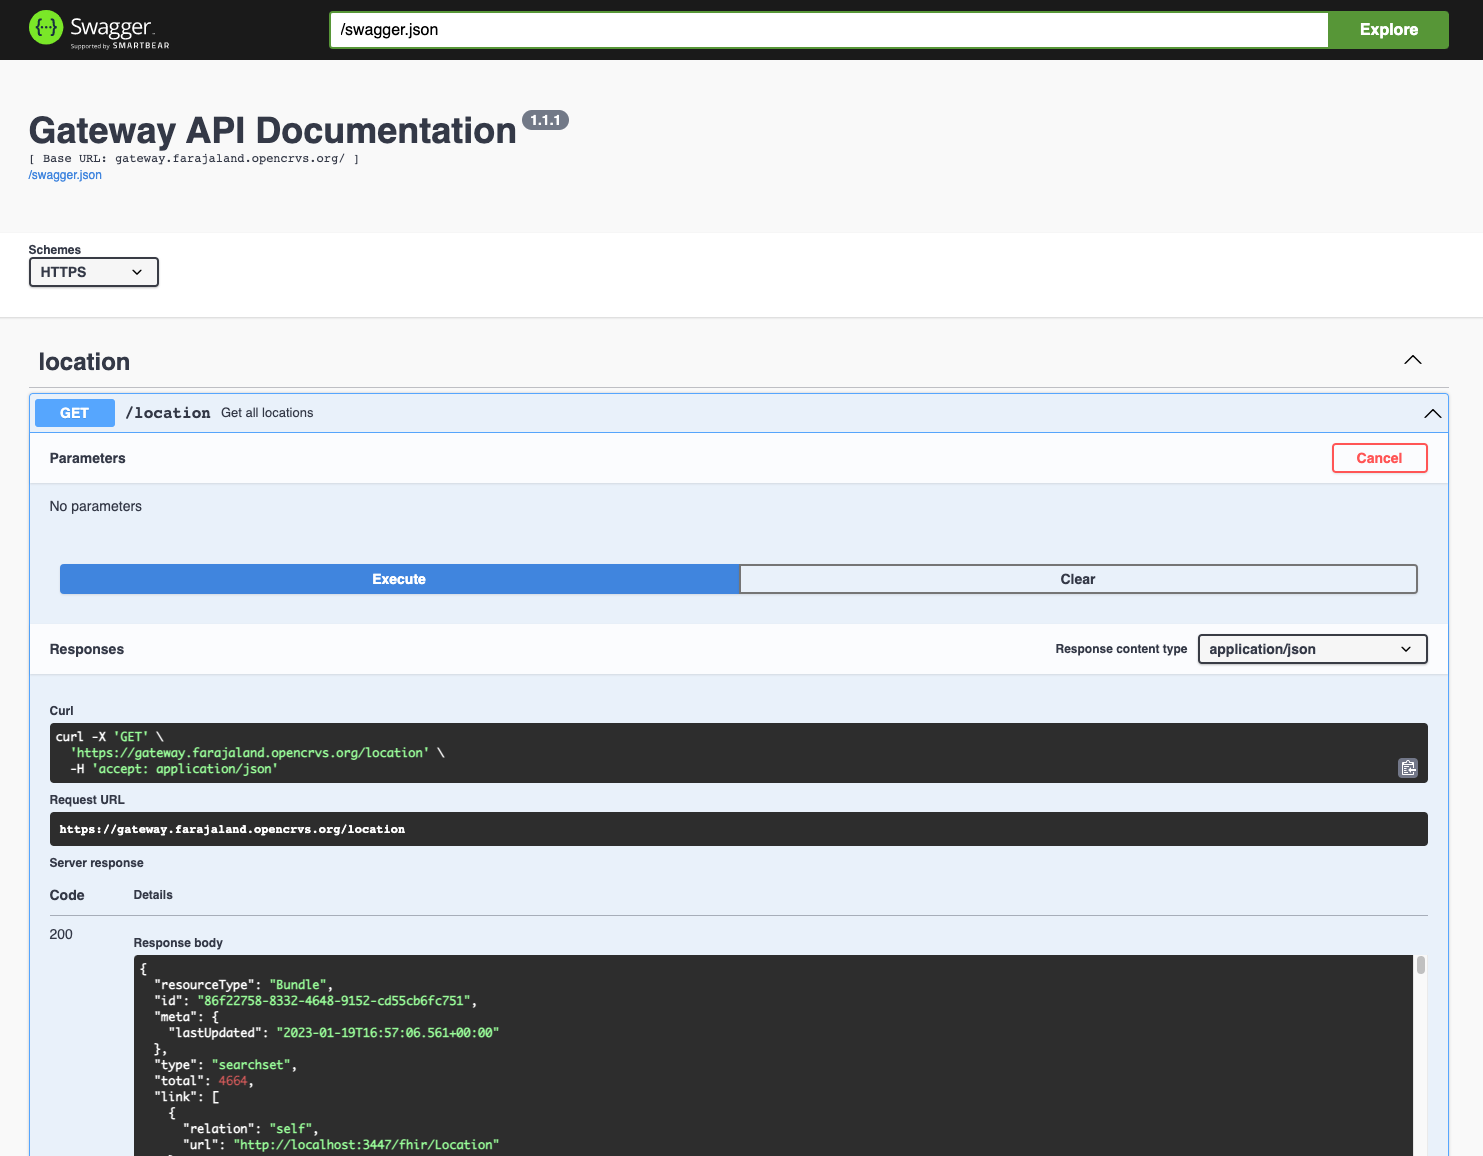 Swagger
Supported by SMARTBEAR
/swagger.json
Explore
Gateway API Documentation 1.1.1
[ Base URL: gateway.farajaland.opencrvs.org/ ]
/swagger.json
Schemes
HTTPS
location
GET /location Get all locations
Parameters
Cancel
No parameters
Execute
Clear
Responses
Response content type
application/json
Curl
curl -X 'GET' \
'https://gateway.farajaland.opencrvs.org/location' \
-H 'accept: application/json'
Request URL
https://gateway.farajaland.opencrvs.org/location
Server response
Code Details
200
Response body
{
"resourceType": "Bundle",
"id": "86f22758-8332-4648-9152-cd55cb6fc751",
"meta": {
"lastUpdated": "2023-01-19T16:57:06.561+00:00"
},
"type": "searchset",
"total": 4664,
"link": [
{
"relation": "self",
"url": "http://localhost:3447/fhir/Location"